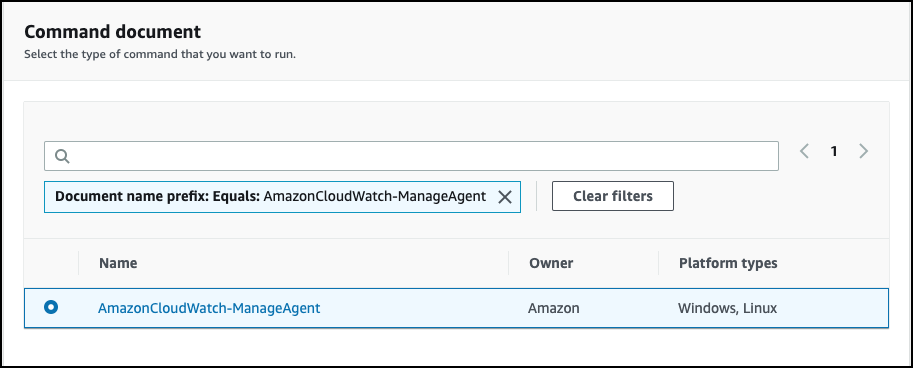 Command document
Select the type of command that you want to run.
1
Document name prefix: Equals: AmazonCloudWatch-ManageAgent
Clear filters
Name Owner Platform types
AmazonCloudWatch-ManageAgent Amazon Windows, Linux